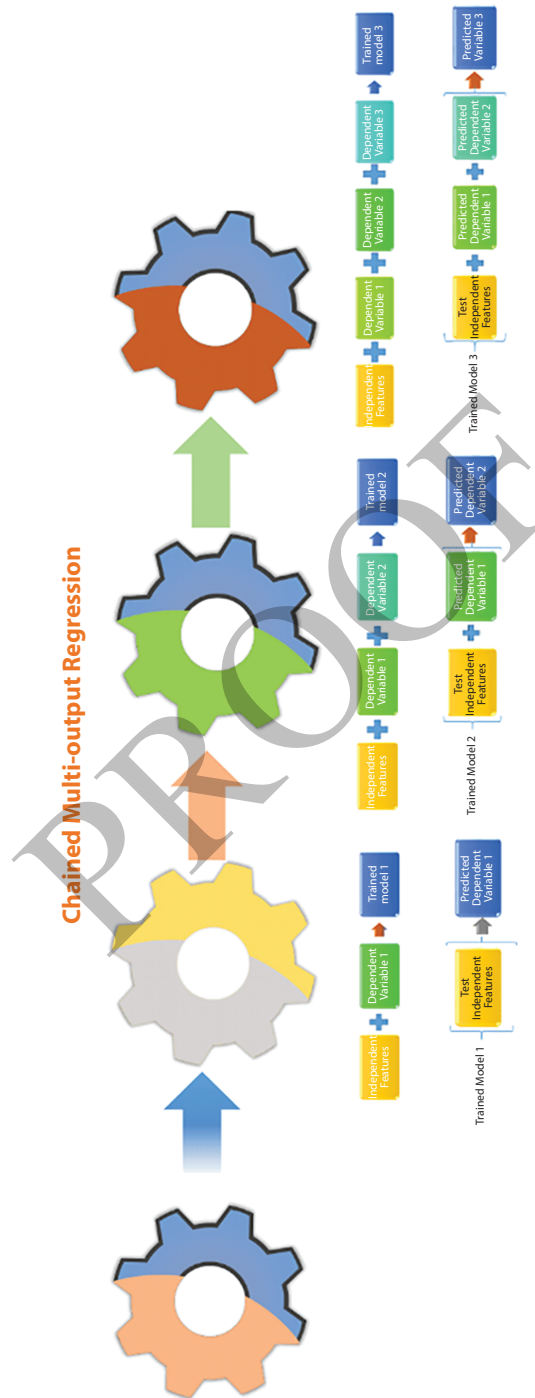 Chained Multi-output Regression
Independent
Features
Dependent
Variable 1
Trained
model 1
Trained Model 1
Test
Independent
Features
Predicted
Dependent
Variable 1
Independent
Features
Dependent
Variable 1
Dependent
Variable 2
Trained
model 2
Trained Model 2
Test
Independent
Features
Predicted
Dependent
Variable 1
Predicted
Dependent
Variable 2
Independent
Features
Dependent
Variable 1
Dependent
Variable 2
Dependent
Variable 3
Trained
model 3
Trained Model 3
Test
Independent
Features
Predicted
Dependent
Variable 1
Predicted
Dependent
Variable 2
Predicted
Variable 3
PROOF